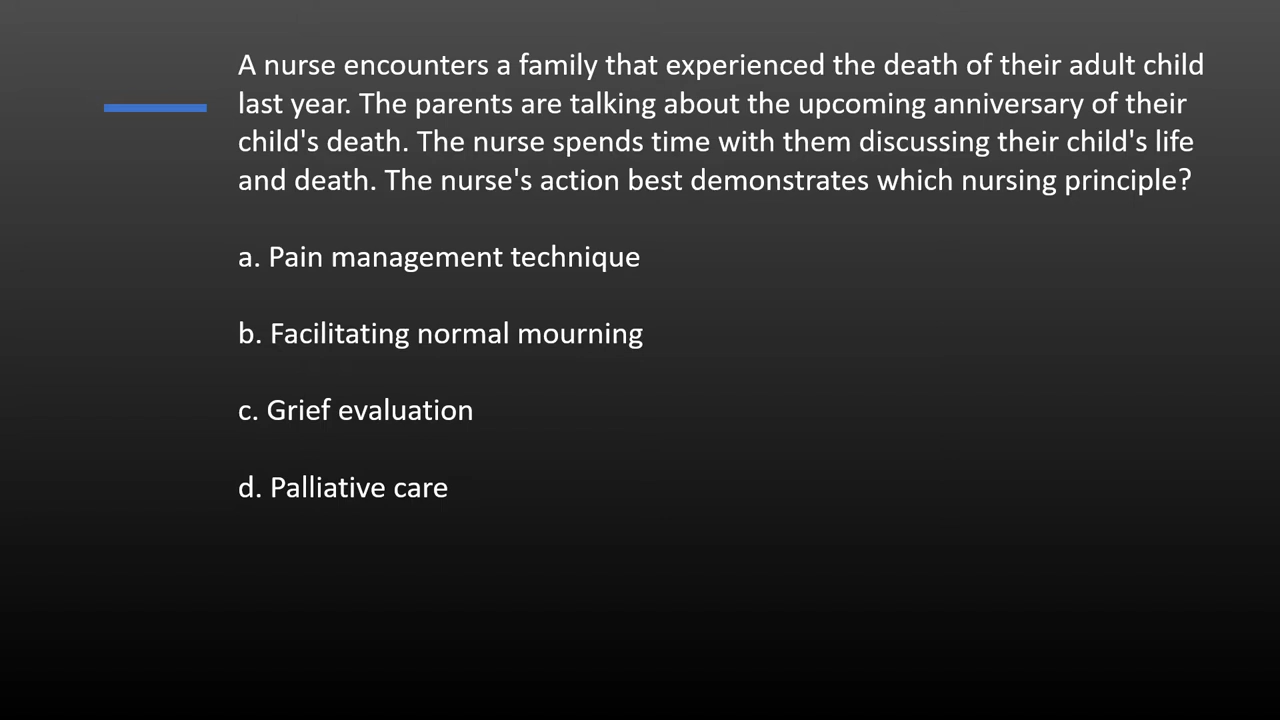 A nurse encounters a family that experienced the death of their adult child
last year. The parents are talking about the upcoming anniversary of their
child's death. The nurse spends time with them discussing their child's life
and death. The nurse's action best demonstrates which nursing principle?
a. Pain management technique
b. Facilitating normal mourning
c. Grief evaluation
d. Palliative care